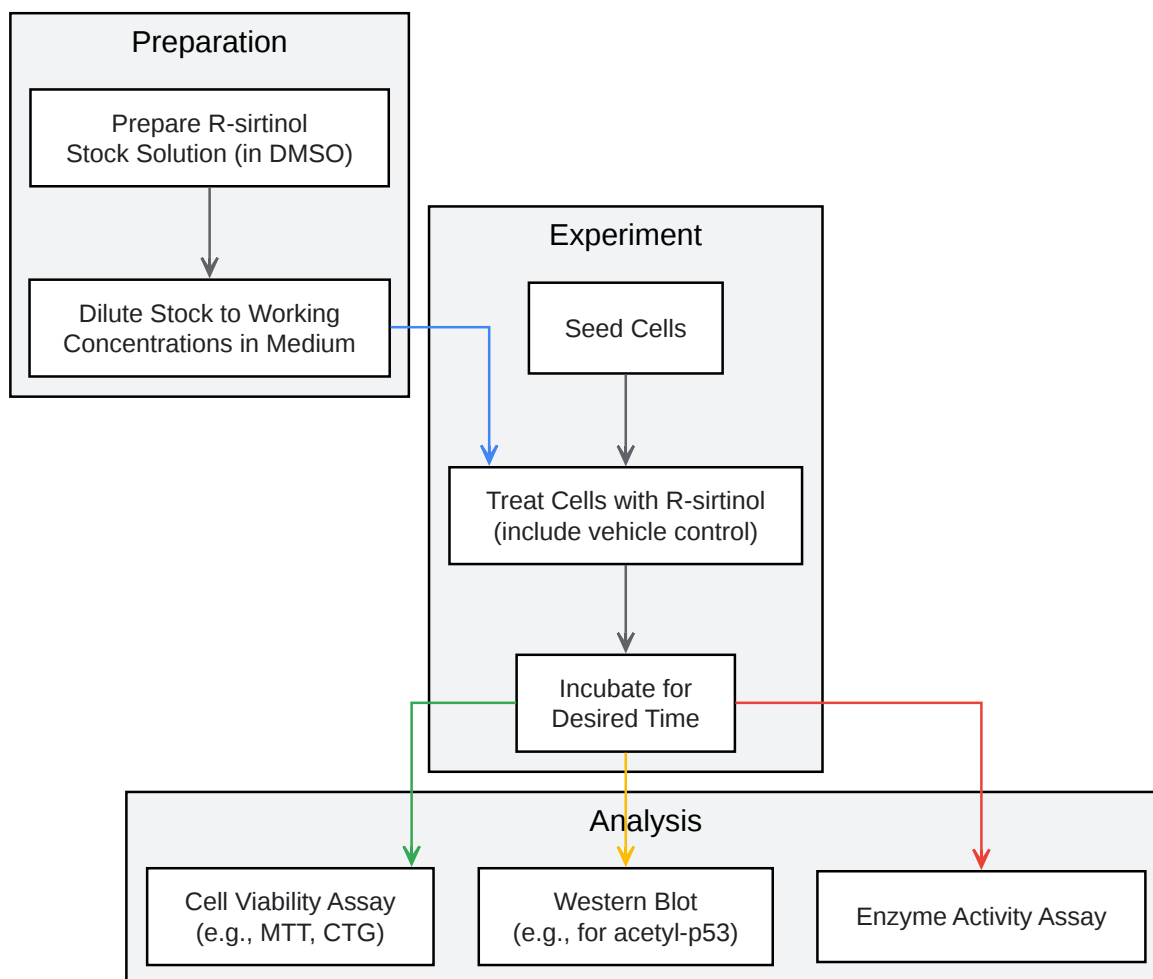 Preparation
Prepare R-sirtinol
Stock Solution (in DMSO)
Dilute Stock to Working
Concentrations in Medium
Experiment
Seed Cells
Treat Cells with R-sirtinol
(include vehicle control)
Incubate for
Desired Time
Analysis
Cell Viability Assay
(e.g., MTT, CTG)
Western Blot
(e.g., for acetyl-p53)
Enzyme Activity Assay